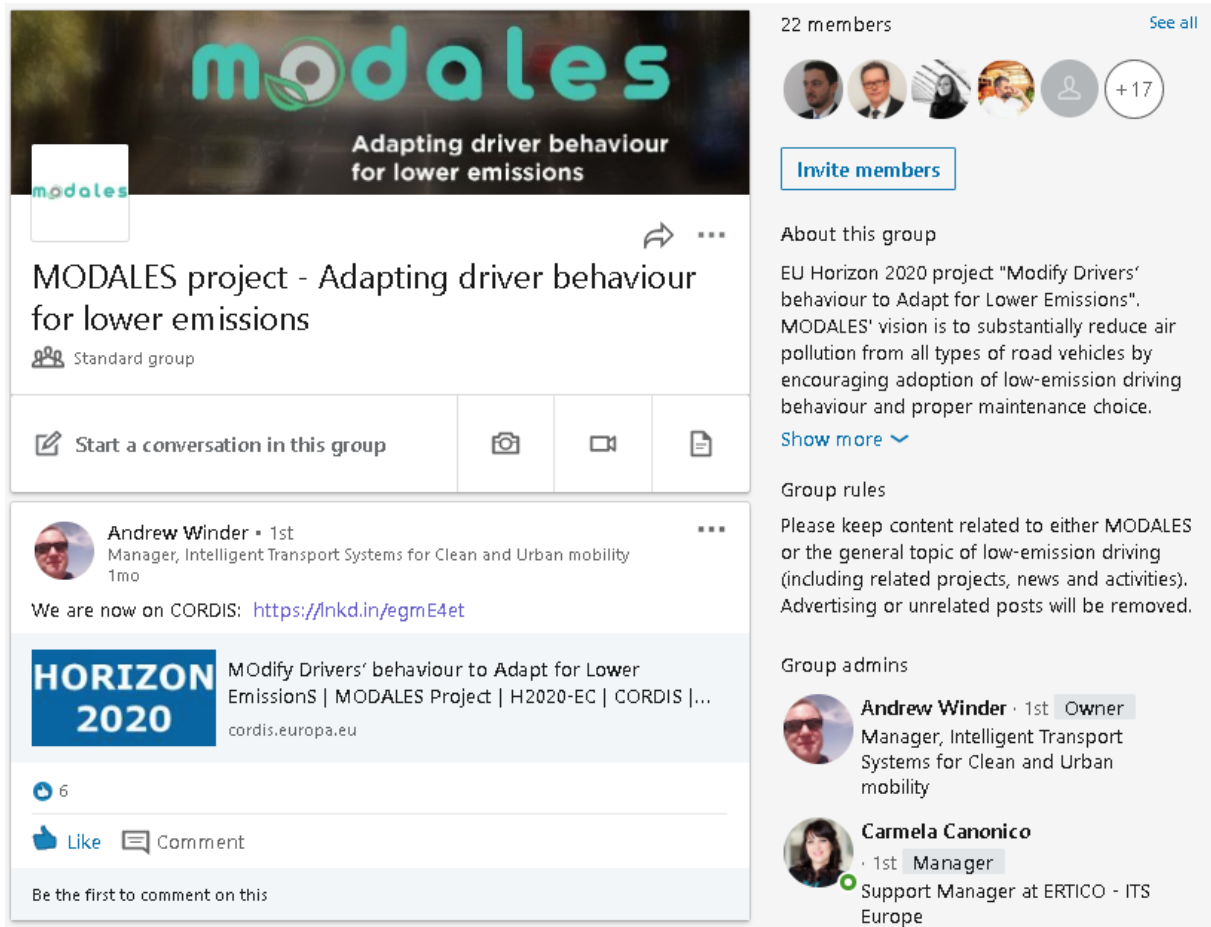 modales
Adapting driver behaviour
for lower emissions
modales
MODALES project - Adapting driver behaviour
for lower emissions
Standard group
Start a conversation in this group
Andrew Winder • 1st
Manager, Intelligent Transport Systems for Clean and Urban mobility
1mo
We are now on CORDIS: https://lnkd.in/egmE4et
HORIZON
2020
MOdify Drivers’ behaviour to Adapt for Lower
EmissionS | MODALES Project | H2020-EC | CORDIS |...
cordis.europa.eu
6
Like Comment
Be the first to comment on this
22 members See all
+17
Invite members
About this group
EU Horizon 2020 project "Modify Drivers’
behaviour to Adapt for Lower Emissions".
MODALES' vision is to substantially reduce air
pollution from all types of road vehicles by
encouraging adoption of low-emission driving
behaviour and proper maintenance choice.
Show more
Group rules
Please keep content related to either MODALES
or the general topic of low-emission driving
(including related projects, news and activities).
Advertising or unrelated posts will be removed.
Group admins
Andrew Winder · 1st Owner
Manager, Intelligent Transport
Systems for Clean and Urban
mobility
Carmela Canonico
· 1st Manager
Support Manager at ERTICO - ITS
Europe